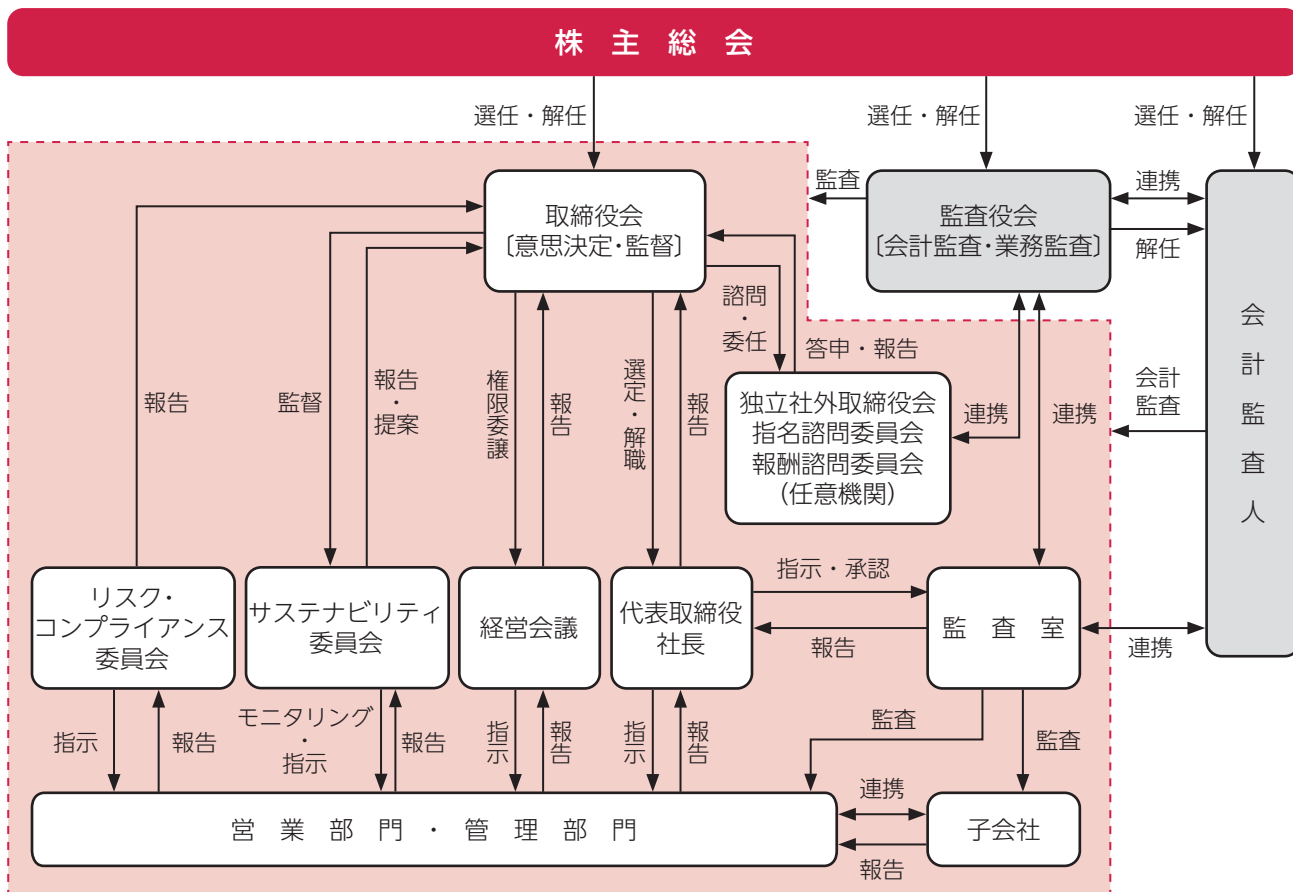 株主総会
選任・解任
選任・解任
選任・解任
取締役会
〔意思決定・監督〕
監査
監査役会
〔会計監査・業務監査〕
連携
解任
会計監査人
諮問
・
委任
答申・報告
報告
監督
報告
・
提案
権限委譲
報告
選定・解職
報告
独立社外取締役会
指名諮問委員会
報酬諮問委員会
(任意機関)
連携
連携
会計
監査
リスク・
コンプライアンス
委員会
サステナビリティ
委員会
経営会議
代表取締役
社長
指示・承認
報告
監査室
連携
指示
報告
モニタリング
・
指示
報告
指示
報告
指示
報告
監査
監査
営業部門・管理部門
連携
報告
子会社